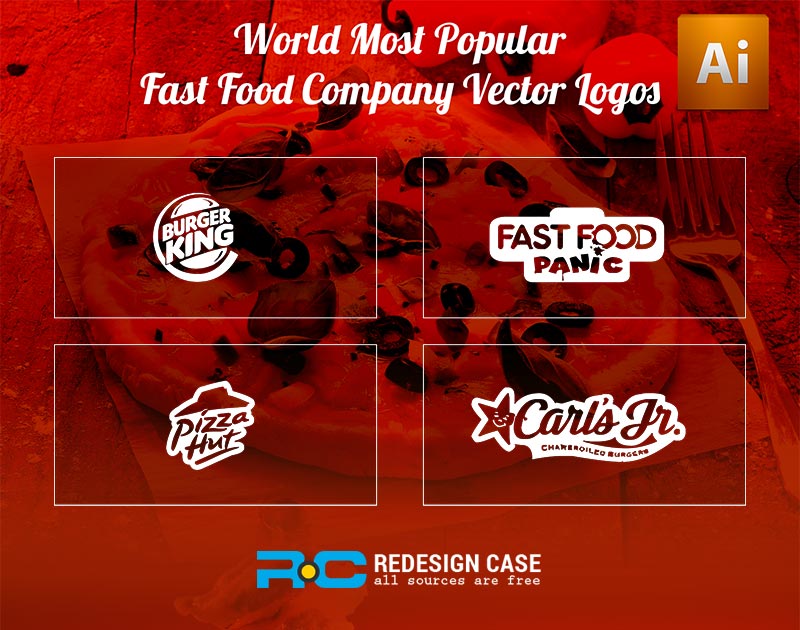 World Most Popular
Fast Food Company Vector Logos
Ai
BURGER
KING
FAST FOOD
PANIC
Pizza
Hut
Carl's Jr.
CHARBROILED BURGERS
RC REDESIGN CASE
all sources are free